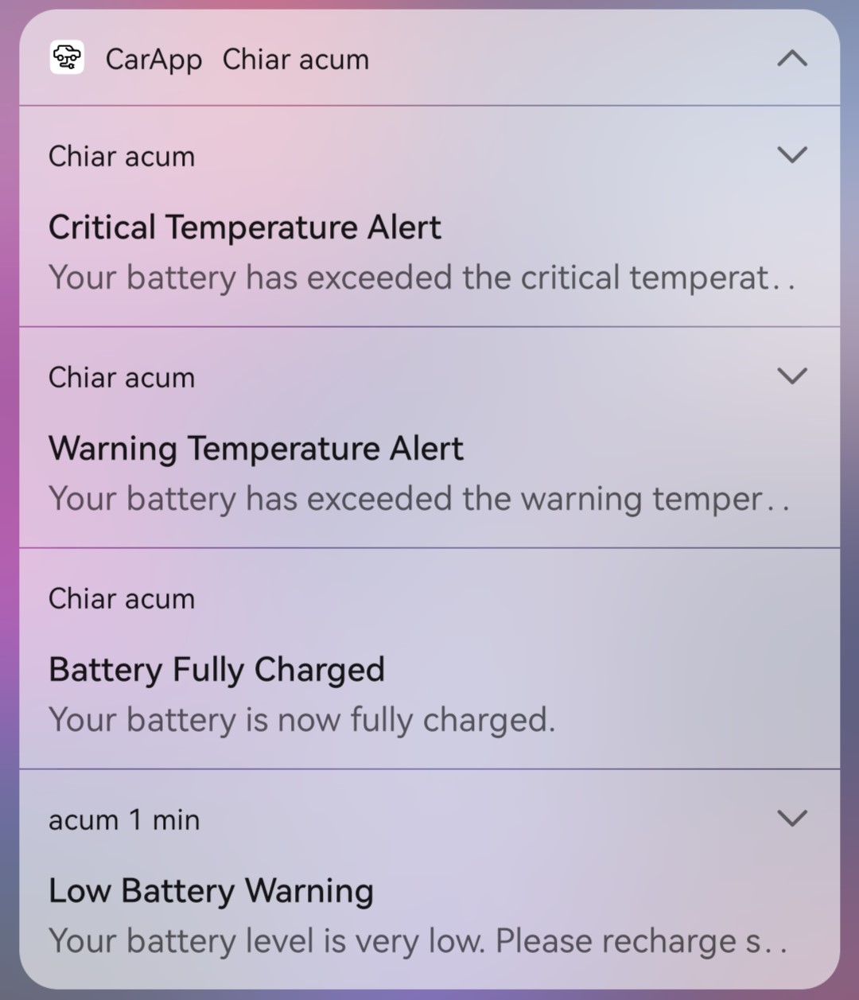 CarApp Chiar acum
Chiar acum
Critical Temperature Alert
Your battery has exceeded the critical temperat. .
Chiar acum
Warning Temperature Alert
Your battery has exceeded the warning temper. .
Chiar acum
Battery Fully Charged
Your battery is now fully charged.
acum 1 min
Low Battery Warning
Your battery level is very low. Please recharge s. .